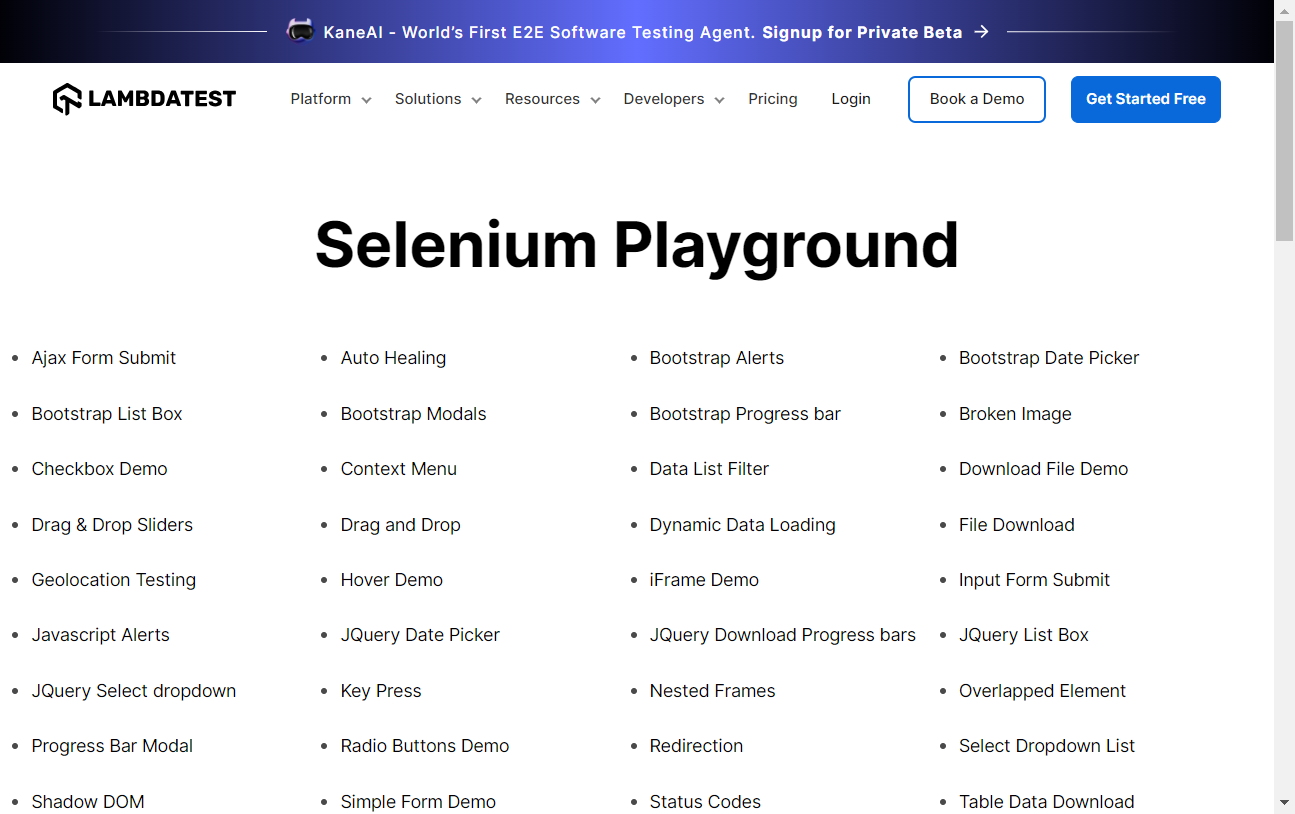 KaneAI - World's First E2E Software Testing Agent. Signup for Private Beta →
LAMBDATEST Platform Solutions Resources Developers Pricing Login Book a Demo Get Started Free
Selenium Playground
• Ajax Form Submit • Auto Healing • Bootstrap Alerts • Bootstrap Date Picker
• Bootstrap List Box • Bootstrap Modals • Bootstrap Progress bar • Broken Image
• Checkbox Demo • Context Menu • Data List Filter • Download File Demo
• Drag & Drop Sliders • Drag and Drop • Dynamic Data Loading • File Download
• Geolocation Testing • Hover Demo • iFrame Demo • Input Form Submit
• Javascript Alerts • JQuery Date Picker • JQuery Download Progress bars • JQuery List Box
• JQuery Select dropdown • Key Press • Nested Frames • Overlapped Element
• Progress Bar Modal • Radio Buttons Demo • Redirection • Select Dropdown List
• Shadow DOM • Simple Form Demo • Status Codes • Table Data Download